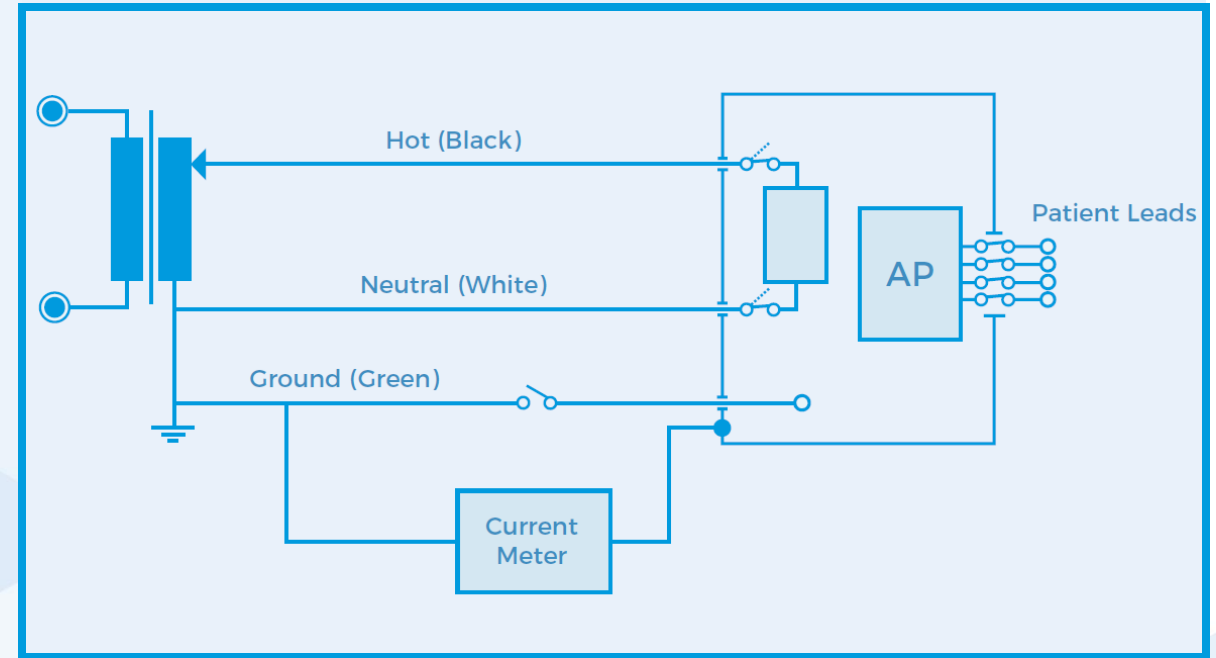 Hot (Black)
Patient Leads
AP
Neutral (White)
Ground (Green)
Current
Meter